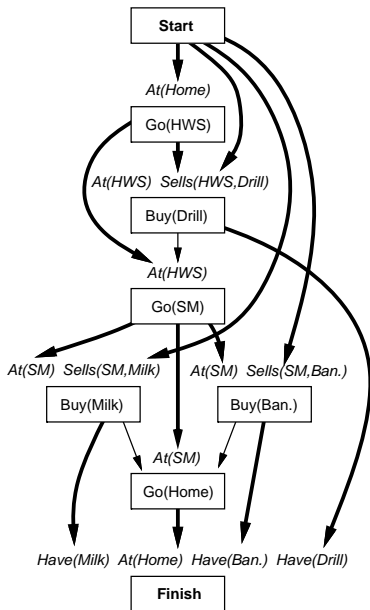 Start
At(Home)
Go(HWS)
At(HWS) Sells(HWS,Drill)
Buy(Drill)
At(HWS)
Go(SM)
At(SM) Sells(SM,Milk) At(SM) Sells(SM,Ban.)
Buy(Milk) Buy(Ban.)
At(SM)
Go(Home)
Have(Milk) At(Home) Have(Ban.) Have(Drill)
Finish